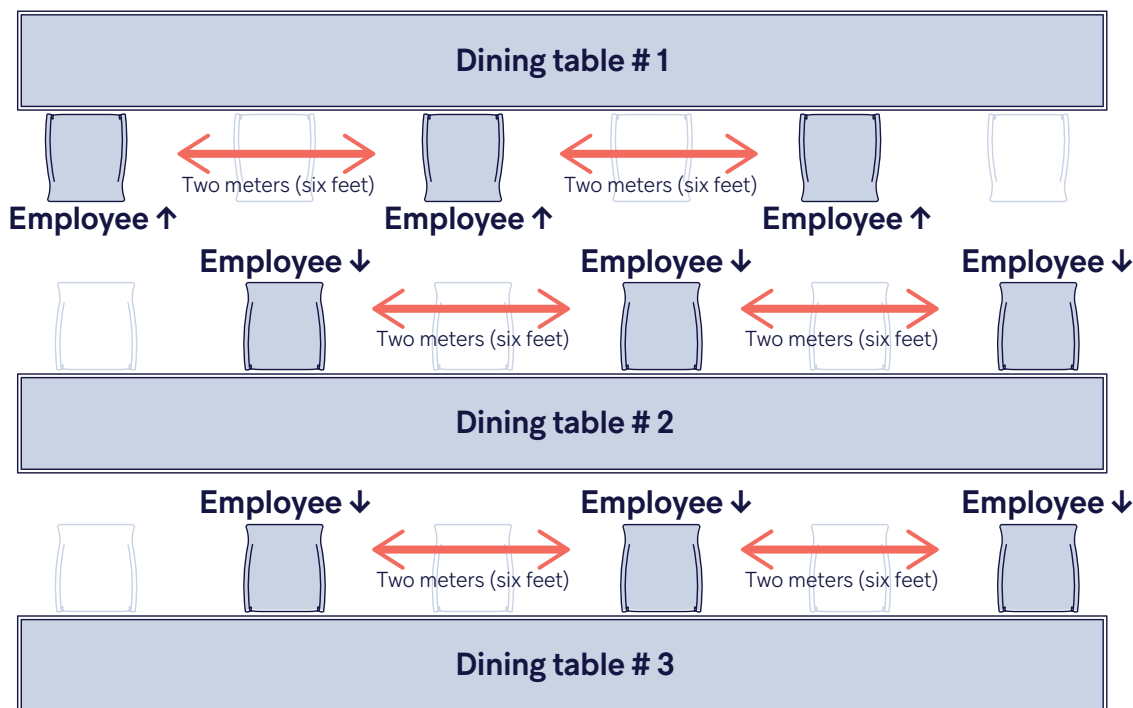 Dining table # 1
Two meters (six feet) Two meters (six feet)
Employee ↑ Employee ↑ Employee ↑
Employee ↓ Employee ↓ Employee ↓
Two meters (six feet) Two meters (six feet)
Dining table # 2
Employee ↓ Employee ↓ Employee ↓
Two meters (six feet) Two meters (six feet)
Dining table # 3